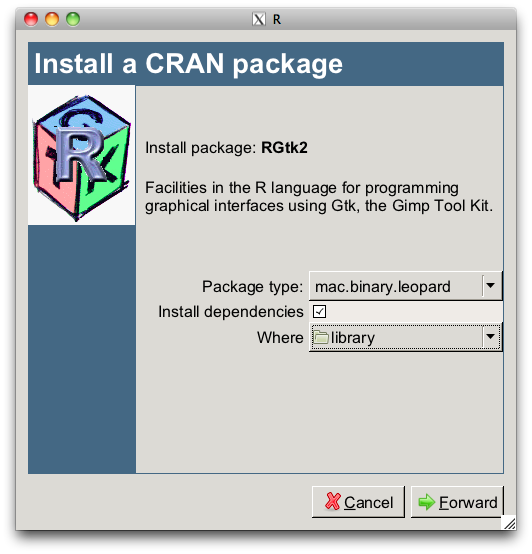 X R
Install a CRAN package
R
Install package: RGtk2
Facilities in the R language for programming
graphical interfaces using Gtk, the Gimp Tool Kit.
Package type: mac.binary.leopard
Install dependencies
Where library
Cancel Forward